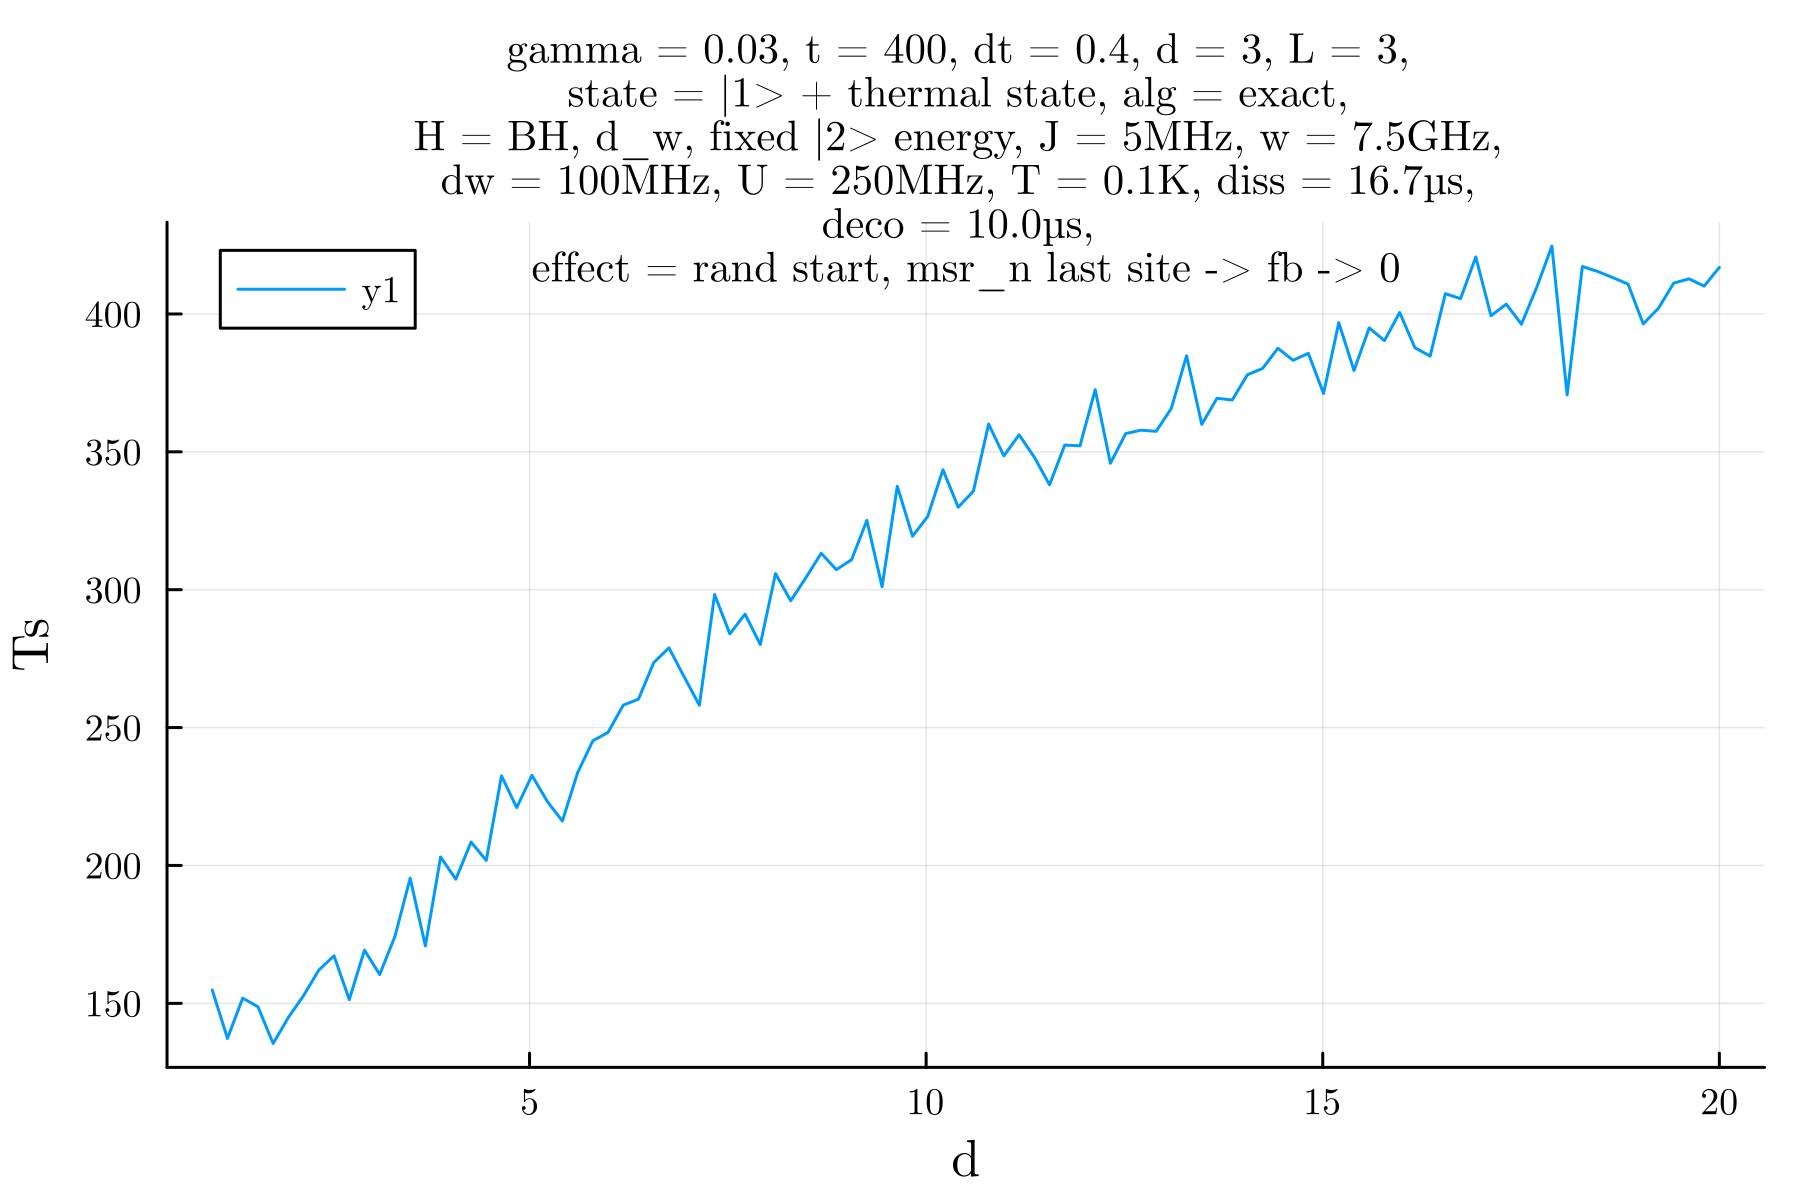 gamma = 0.03, t = 400, dt = 0.4, d = 3, L = 3,
state = |1> + thermal state, alg = exact,
H = BH, d_w, fixed |2> energy, J = 5MHz, w = 7.5GHz,
dw = 100MHz, U = 250MHz, T = 0.1K, diss = 16.7µs,
deco = 10.0µs,
effect = rand start, msr_n last site -> fb -> 0
y1
400
350
300
250
200
150
Ts
5 10 15 20
d